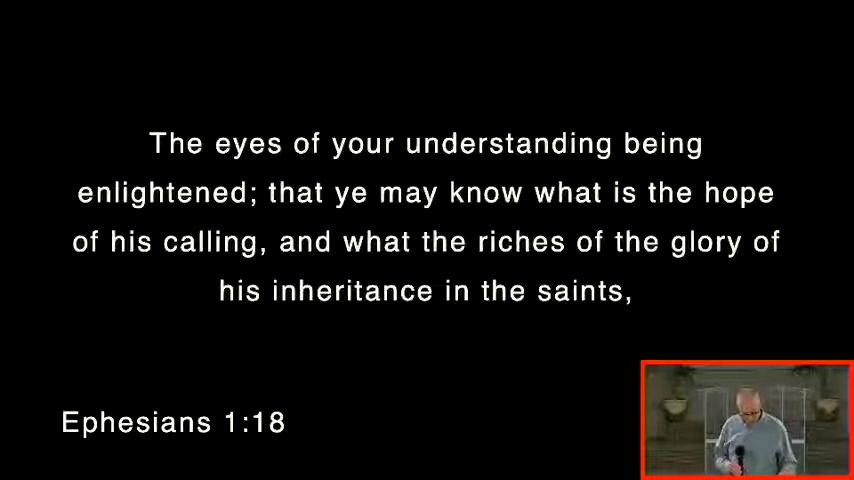 The eyes of your understanding being
enlightened; that ye may know what is the hope
of his calling, and what the riches of the glory of
his inheritance in the saints,
Ephesians 1:18